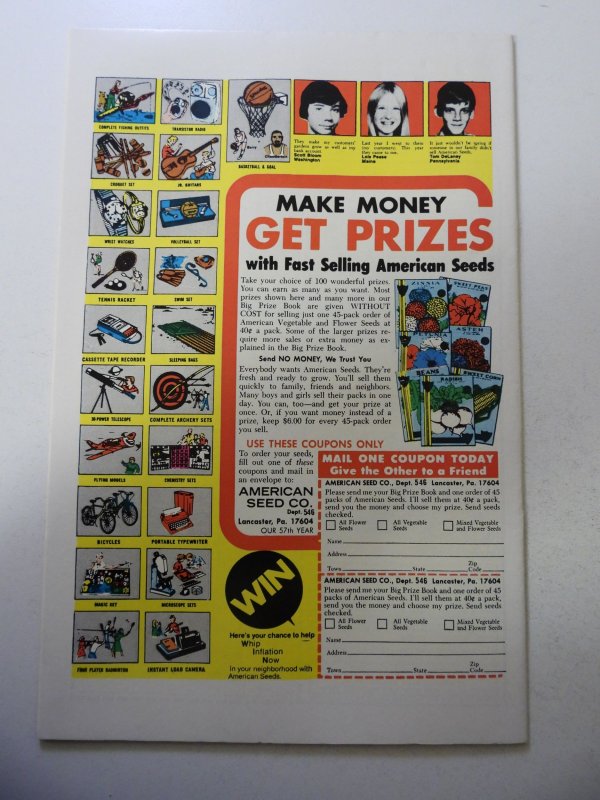 COMPLETE FISHING OUTFITS
TRANSISTOR RADIO
BASKETBALL & GOAL
They make my customers'
gardens grow as well as my
bank account
Scott Bloom
Washington
Last year I went to three
new customers. This year
they came to me.
Lois Pease
Maine
It just wouldn't be spring if
someone in our family didn't
sell American Seeds.
Tom DeLaney
Pennsylvania
CROQUET SET
JR. GUITARS
WRIST WATCHES
VOLLEYBALL SET
TENNIS RACKET
SWIM SET
CASSETTE TAPE RECORDER
SLEEPING BAGS
30-POWER TELESCOPE
COMPLETE ARCHERY SETS
FLYING MODELS
CHEMISTRY SETS
BICYCLES
PORTABLE TYPEWRITER
MAGIC KIT
MICROSCOPE SETS
FOUR PLAYER BADMINTON
INSTANT LOAD CAMERA
MAKE MONEY
GET PRIZES
with Fast Selling American Seeds
Take your choice of 100 wonderful prizes.
You can earn as many as you want. Most
prizes shown here and many more in our
Big Prize Book are given WITHOUT
COST for selling just one 45-pack order of
American Vegetable and Flower Seeds at
40¢ a pack. Some of the larger prizes re-
quire more sales or extra money as ex-
plained in the Big Prize Book.
Send NO MONEY, We Trust You
Everybody wants American Seeds. They're
fresh and ready to grow. You'll sell them
quickly to family, friends and neighbors.
Many boys and girls sell their packs in one
day. You can, too—and get your prize at
once. Or, if you want money instead of a
prize, keep $6.00 for every 45-pack order
you sell.
ZINNIA
SWEET PEAS
ASTER
BEANS
RADISH
SWEET CORN
USE THESE COUPONS ONLY
To order your seeds,
fill out one of these
coupons and mail in
an envelope to:
AMERICAN
SEED CO.
Dept. 546
Lancaster, Pa. 17604
OUR 57th YEAR
MAIL ONE COUPON TODAY
Give the Other to a Friend
AMERICAN SEED CO., Dept. 546 Lancaster, Pa. 17604
Please send me your Big Prize Book and one order of 45
packs of American Seeds. I'll sell them at 40¢ a pack,
send you the money and choose my prize. Send seeds
checked.
All Flower Seeds
All Vegetable Seeds
Mixed Vegetable and Flower Seeds
Name
Address
Town State Zip Code
AMERICAN SEED CO., Dept. 546 Lancaster, Pa. 17604
Please send me your Big Prize Book and one order of 45
packs of American Seeds. I'll sell them at 40¢ a pack,
send you the money and choose my prize. Send seeds
checked.
All Flower Seeds
All Vegetable Seeds
Mixed Vegetable and Flower Seeds
Name
Address
Town State Zip Code
WIN
Here's your chance to help
Whip
Inflation
Now
in your neighborhood with
American Seeds.